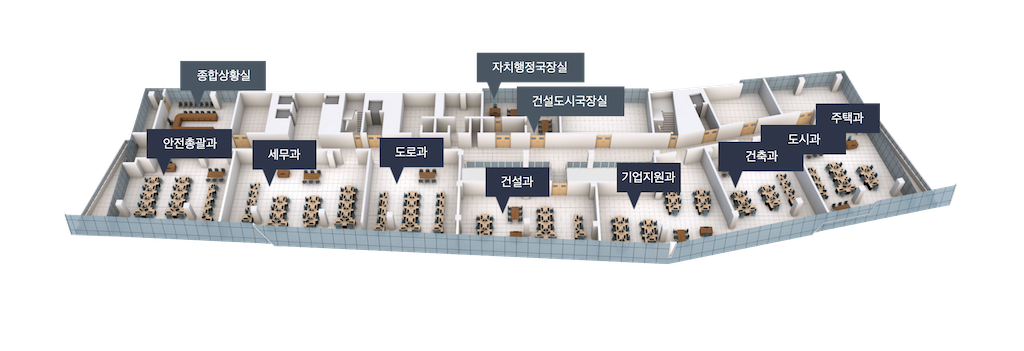 종합상황실
자치행정국장실
건설도시국장실
안전총괄과
세무과
도로과
건설과
기업지원과
건축과
도시과
주택과